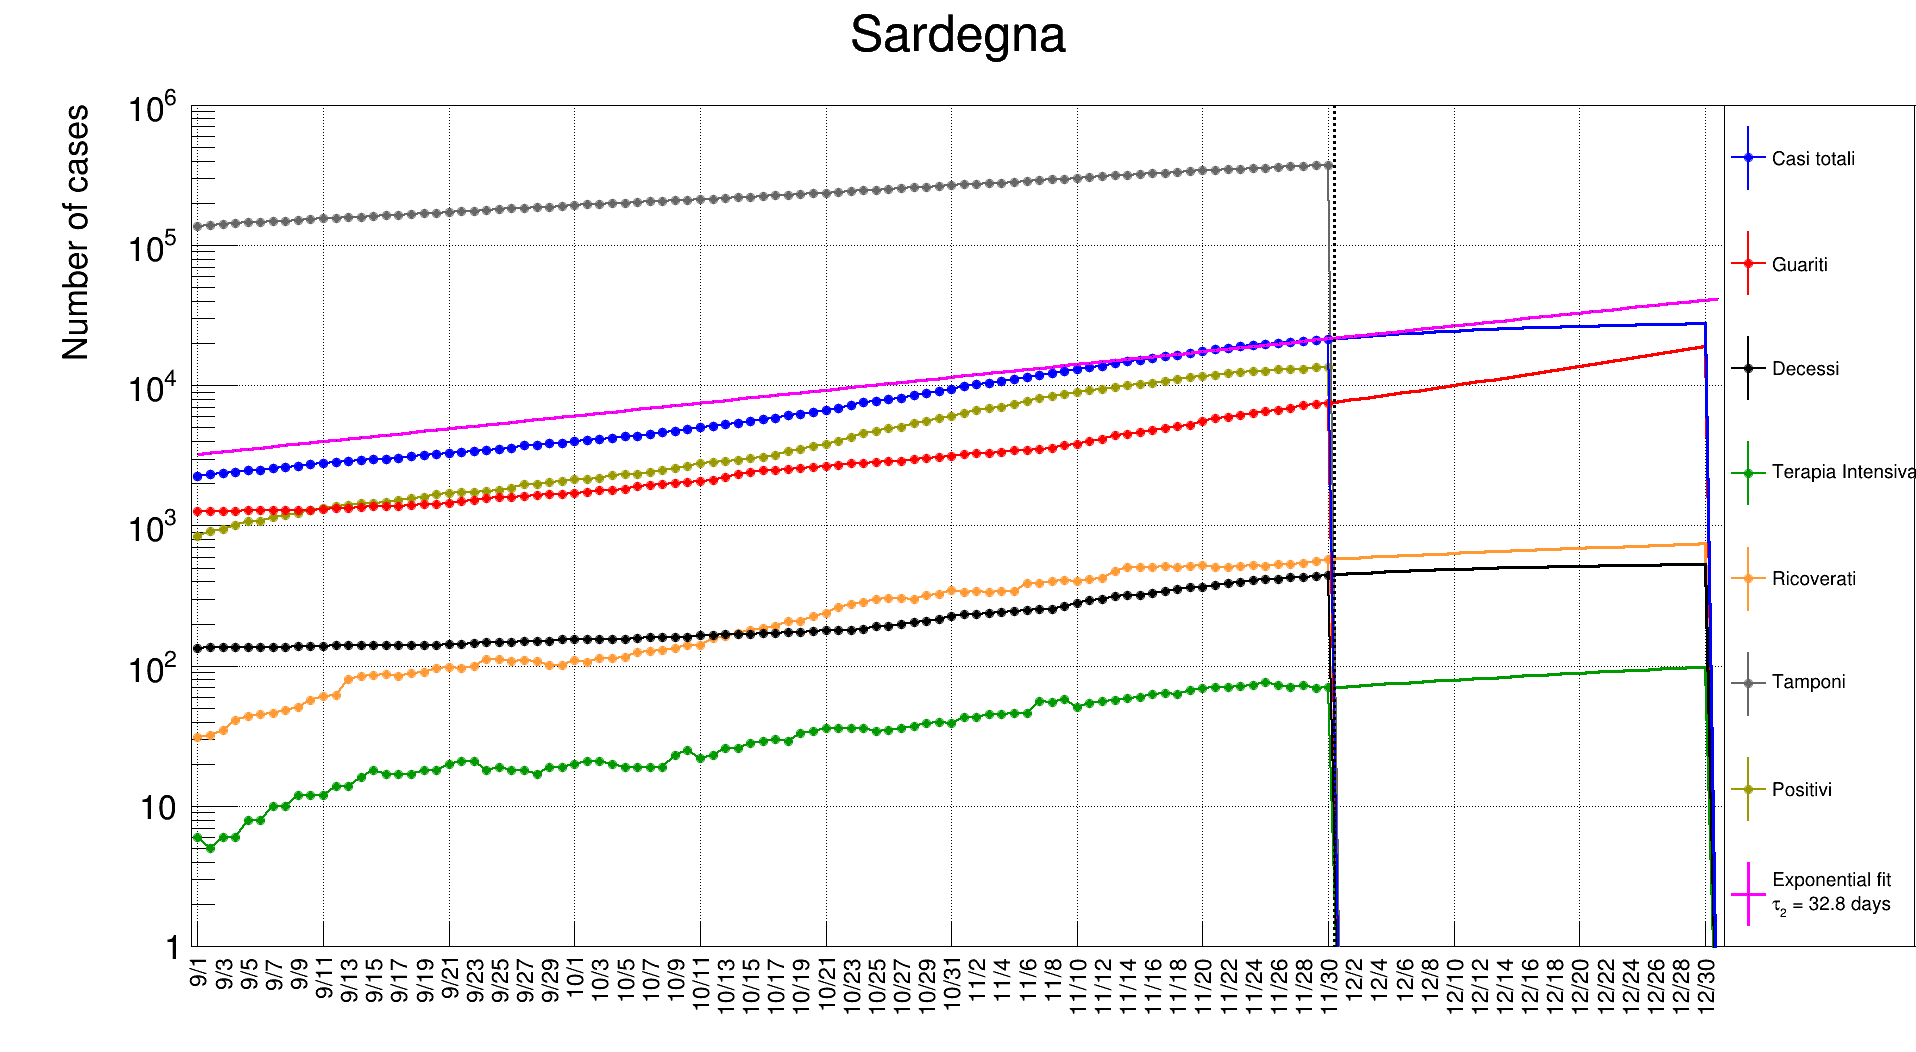 Sardegna
Number of cases
10^6
10^5
10^4
10^3
10^2
10
1
9/1 9/3 9/5 9/7 9/9 9/11 9/13 9/15 9/17 9/19 9/21 9/23 9/25 9/27 9/29 10/1 10/3 10/5 10/7 10/9 10/11 10/13 10/15 10/17 10/19 10/21 10/23 10/25 10/27 10/29 10/31 11/2 11/4 11/6 11/8 11/10 11/12 11/14 11/16 11/18 11/20 11/22 11/24 11/26 11/28 11/30 12/2 12/4 12/6 12/8 12/10 12/12 12/14 12/16 12/18 12/20 12/22 12/24 12/26 12/28 12/30
Casi totali
Guariti
Decessi
Terapia Intensiva
Ricoverati
Tamponi
Positivi
Exponential fit
τ₂ = 32.8 days